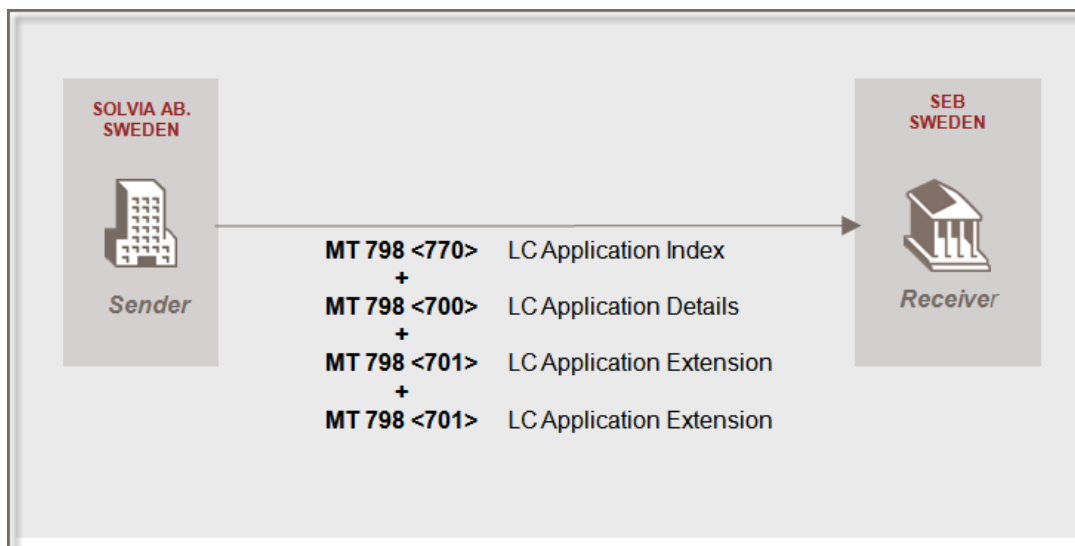 SOLVIA AB.
SWEDEN
Sender
SEB
SWEDEN
Receiver
MT 798 <770> LC Application Index
+
MT 798 <700> LC Application Details
+
MT 798 <701> LC Application Extension
+
MT 798 <701> LC Application Extension